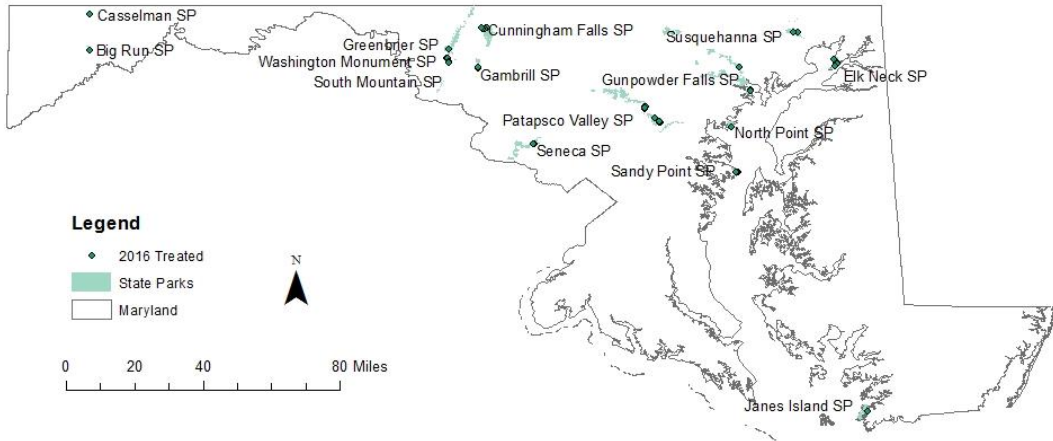 Casselman SP
Big Run SP
Greenbrier SP
Washington Monument SP
South Mountain SP
Cunningham Falls SP
Gambrill SP
Susquehanna SP
Elk Neck SP
Gunpowder Falls SP
Patapsco Valley SP
North Point SP
Seneca SP
Sandy Point SP
Janes Island SP
Legend
2016 Treated
State Parks
Maryland
N
0 20 40 80 Miles